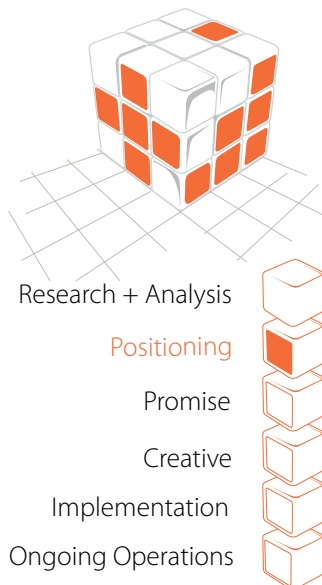 Research + Analysis
Positioning
Promise
Creative
Implementation
Ongoing Operations